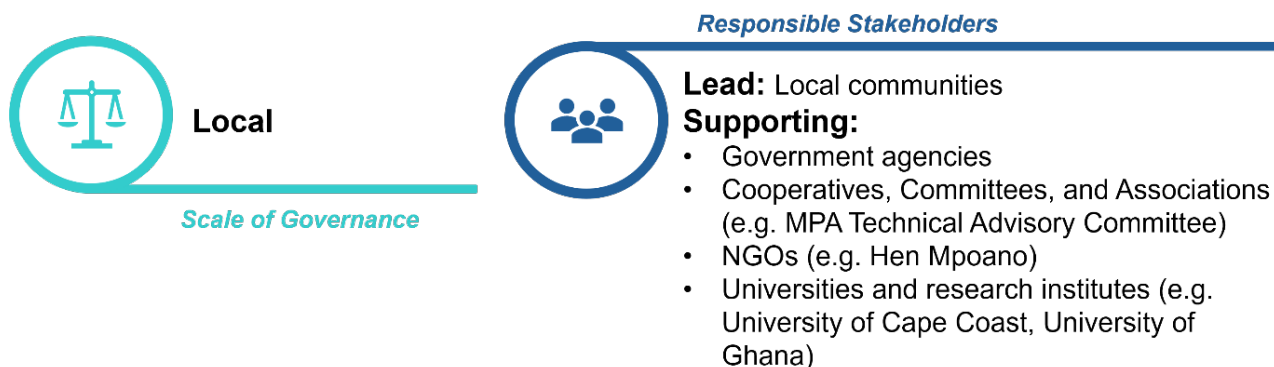 Local
Scale of Governance
Responsible Stakeholders
Lead: Local communities
Supporting:
• Government agencies
• Cooperatives, Committees, and Associations
(e.g. MPA Technical Advisory Committee)
• NGOs (e.g. Hen Mpoano)
• Universities and research institutes (e.g.
University of Cape Coast, University of
Ghana)